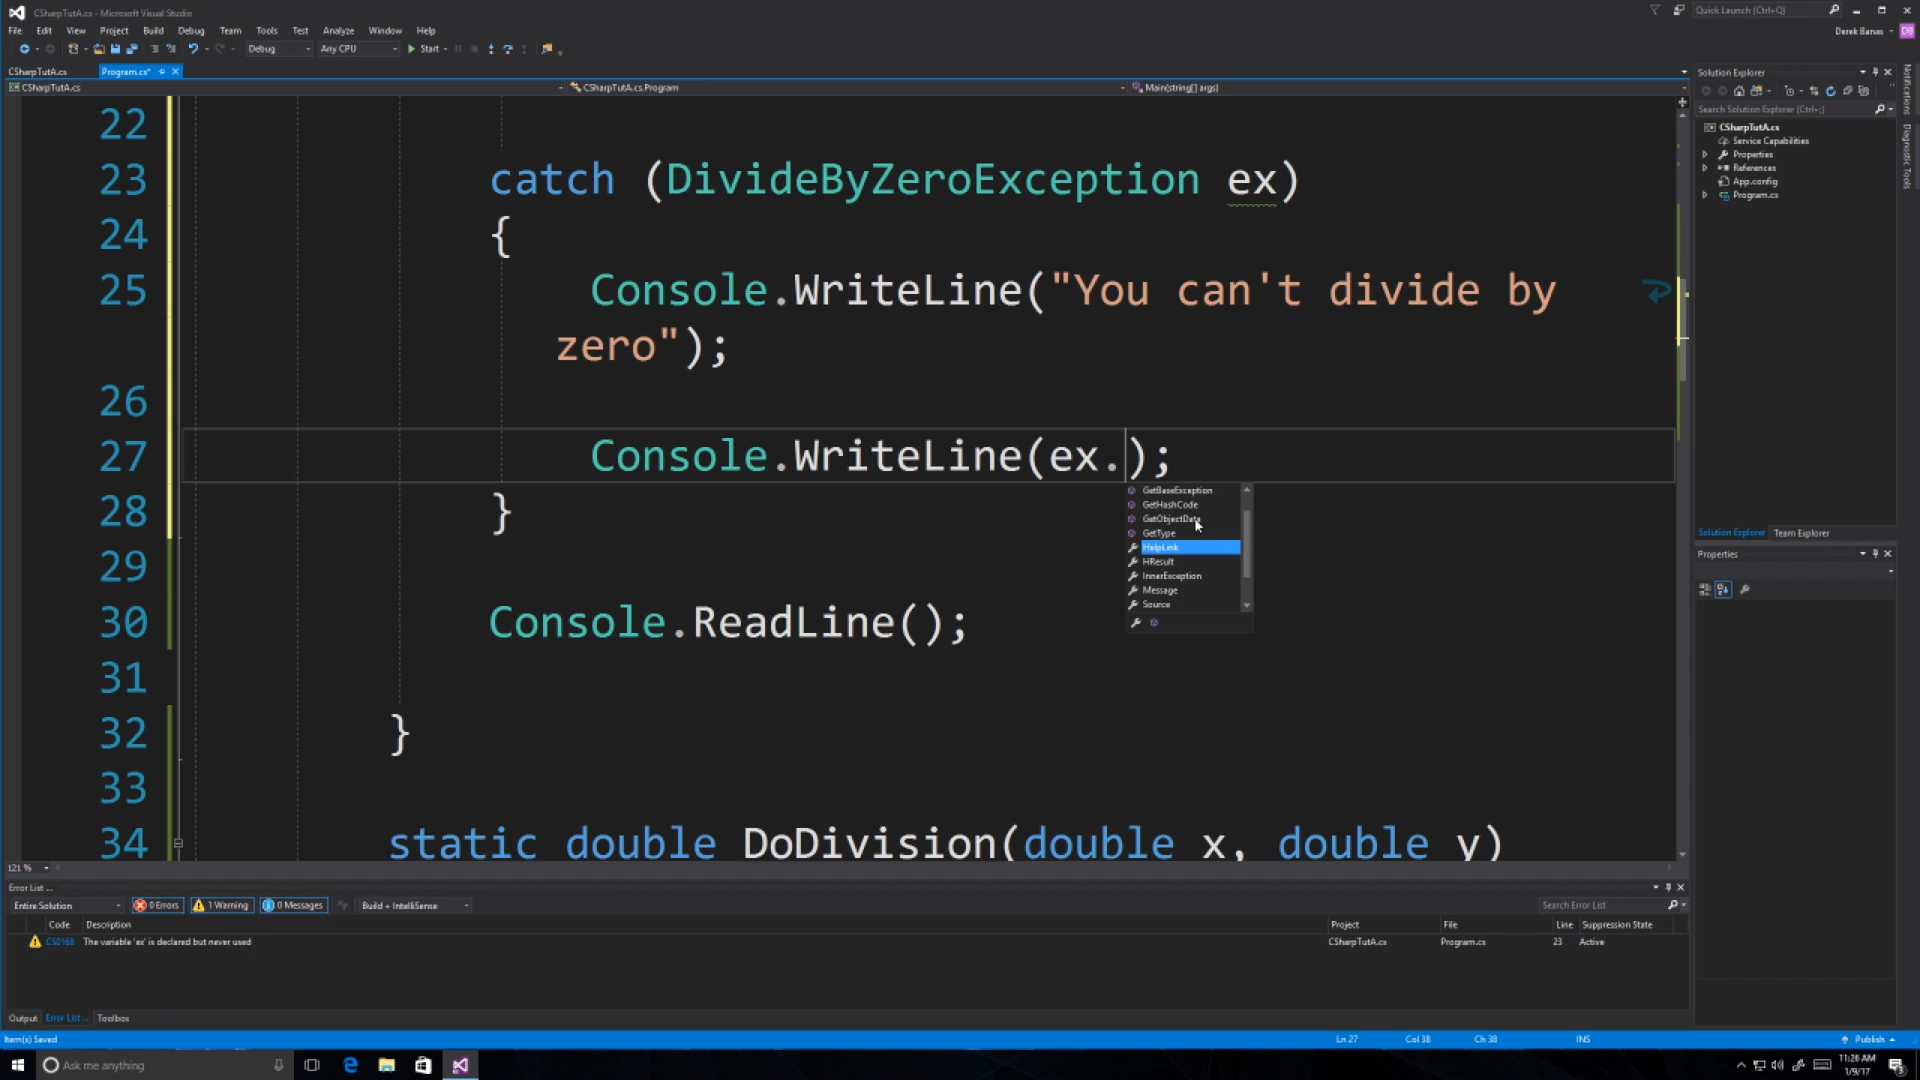 CSharpTutA.cs - Microsoft Visual Studio
Quick Launch (Ctrl+Q)
File Edit View Project Build Debug Team Tools Test Analyze Window Help
Derek Banas
DB
Debug Any CPU Start
CSharpTutA.cs Program.cs*
CSharpTutA.cs CSharpTutA.cs.Program Main(string[] args)
22
23 catch (DivideByZeroException ex)
24 {
25 Console.WriteLine("You can't divide by
zero");
26
27 Console.WriteLine(ex.);
GetBaseException
GetHashCode
GetObjectData
GetType
HelpLink
HResult
InnerException
Message
Source
28 }
29
30 Console.ReadLine();
31
32 }
33
34 static double DoDivision(double x, double y)
121 %
Solution Explorer
Search Solution Explorer (Ctrl+;)
CSharpTutA.cs
Service Capabilities
Properties
References
App.config
Program.cs
Solution Explorer Team Explorer
Properties
Notifications
Diagnostic Tools
Error List ...
Entire Solution 0 Errors 1 Warning 0 Messages Build + IntelliSense Search Error List
Code Description Project File Line Suppression State
CS0168 The variable 'ex' is declared but never used CSharpTutA.cs Program.cs 23 Active
Output Error List ... Toolbox
Item(s) Saved Ln 27 Col 38 Ch 38 INS Publish
Ask me anything
11:26 AM
1/9/17